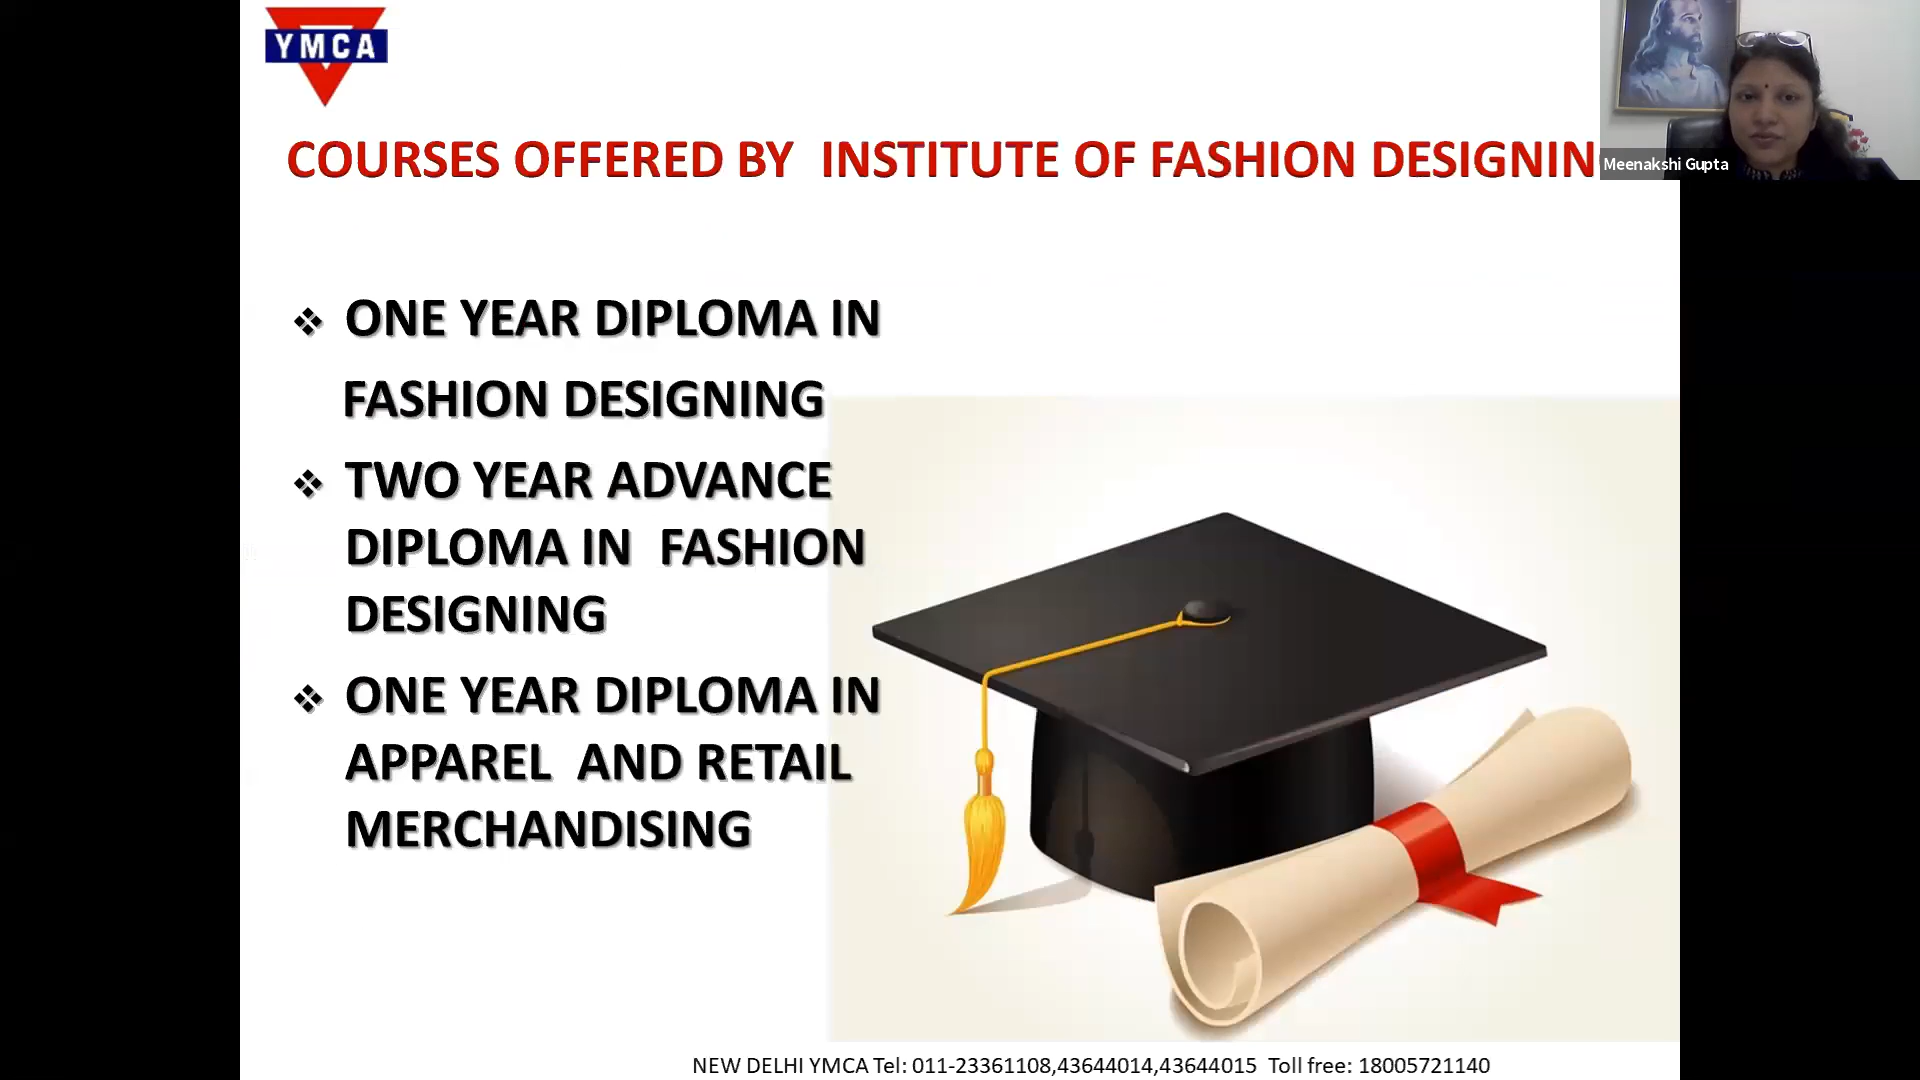 YMCA
COURSES OFFERED BY INSTITUTE OF FASHION DESIGNIN
Meenakshi Gupta
❖ ONE YEAR DIPLOMA IN
FASHION DESIGNING
❖ TWO YEAR ADVANCE
DIPLOMA IN FASHION
DESIGNING
❖ ONE YEAR DIPLOMA IN
APPAREL AND RETAIL
MERCHANDISING
NEW DELHI YMCA Tel: 011-23361108,43644014,43644015 Toll free: 18005721140